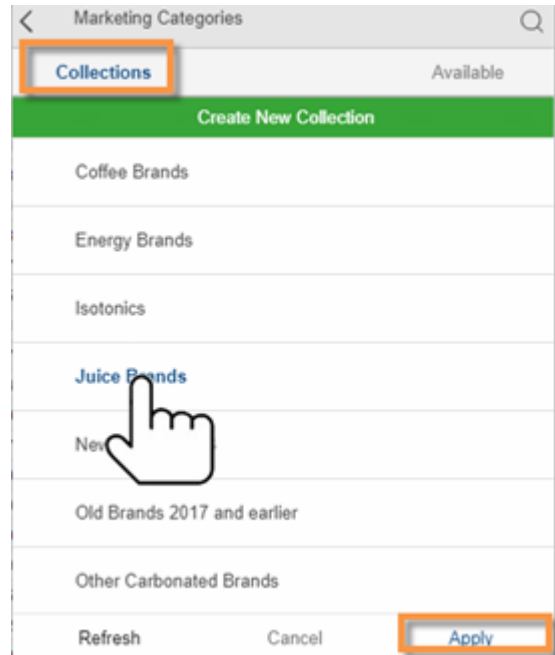 Marketing Categories
Collections Available
Create New Collection
Coffee Brands
Energy Brands
Isotonics
Juice Brands
Old Brands 2017 and earlier
Other Carbonated Brands
Refresh Cancel Apply